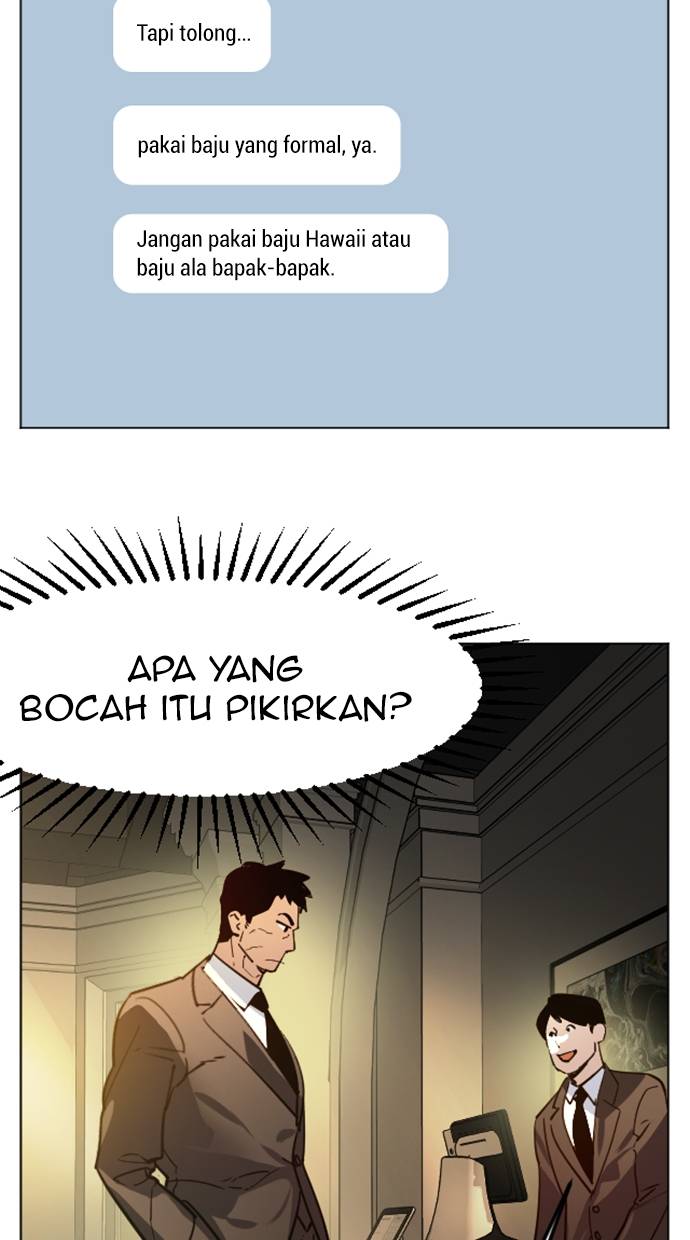 Tapi tolong...
pakai baju yang formal, ya.
Jangan pakai baju Hawaii atau
baju ala bapak-bapak.
APA YANG
BOCAH ITU PIKIRKAN?